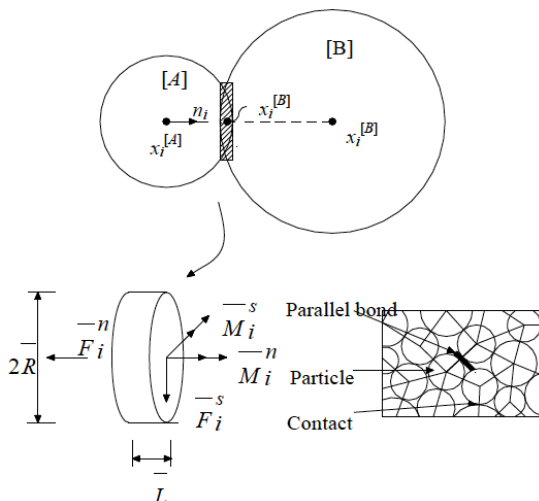 [A]
[B]
n_i
x_i^[B]
x_i^[A]
x_i^[B]
M̅_i^s
Parallel bond
2R̅
F̅_i^n
M̅_i^n
Particle
F̅_i^s
Contact
L̅